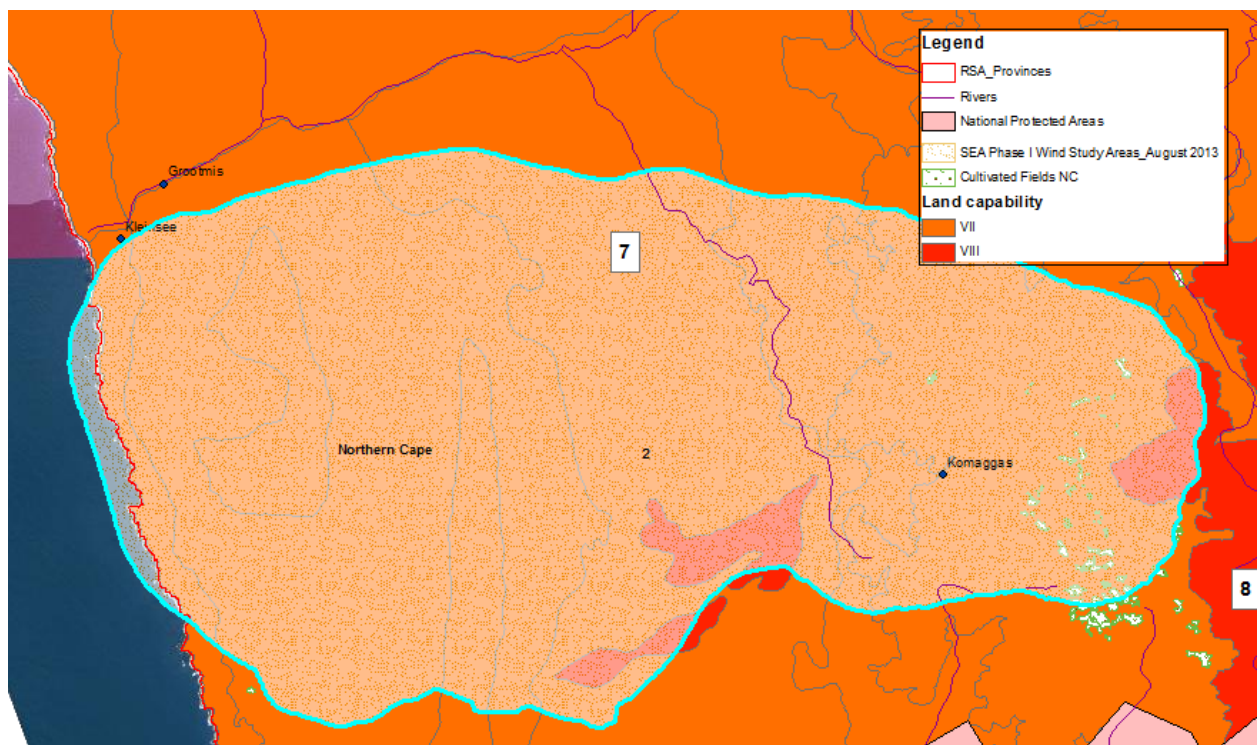 Legend
RSA_Provinces
Rivers
National Protected Areas
SEA Phase I Wind Study Areas_August 2013
Cultivated Fields NC
Land capability
VII
VIII
Grootmis
Kleinsee
7
Northern Cape
2
Komaggas
8